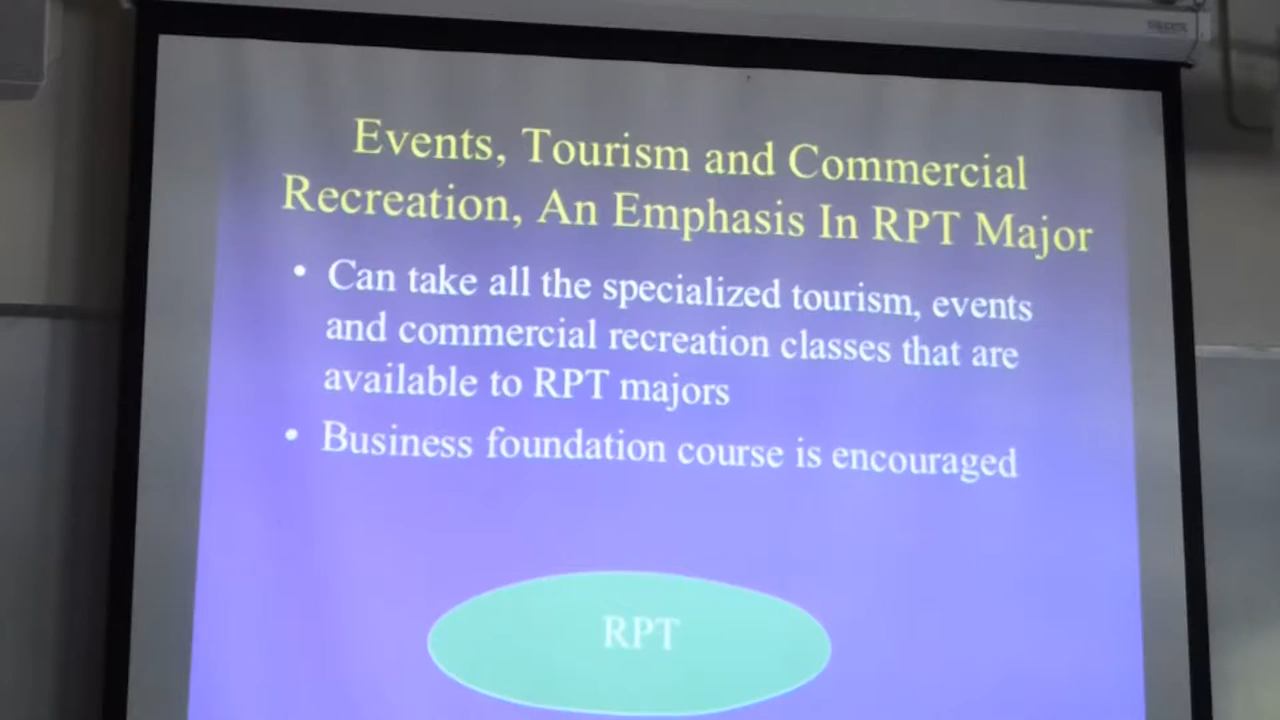 Events, Tourism and Commercial
Recreation, An Emphasis In RPT Major
• Can take all the specialized tourism, events
and commercial recreation classes that are
available to RPT majors
• Business foundation course is encouraged
RPT